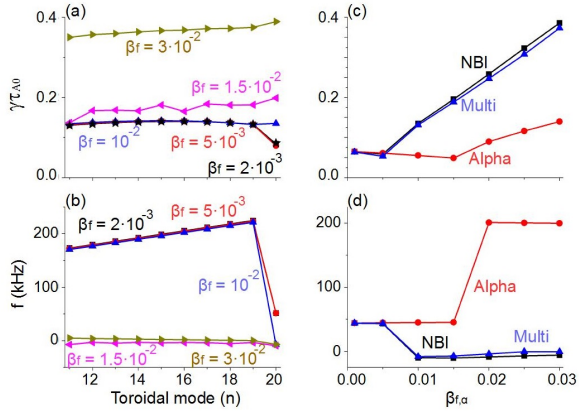 (a)
0.4
0.2
0.0
γτA0
βf = 3·10-2
βf = 1.5·10-2
βf = 10-2
βf = 5·10-3
βf = 2·10-3
(c)
0.4
0.2
0.0
NBI
Multi
Alpha
(b)
200
100
0
f (kHz)
βf = 2·10-3
βf = 5·10-3
βf = 10-2
βf = 1.5·10-2
βf = 3·10-2
12 14 16 18 20
Toroidal mode (n)
(d)
200
100
0
Alpha
NBI
Multi
0.00 0.01 0.02 0.03
βf,α